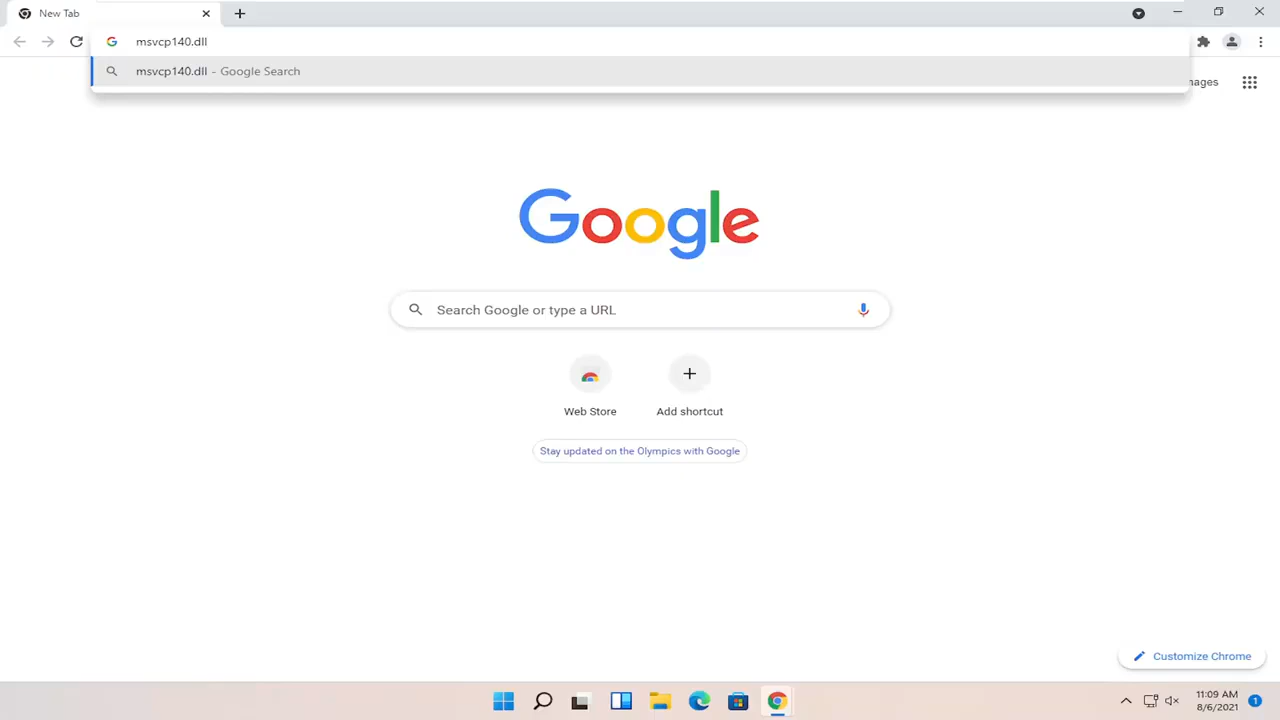 New Tab
msvcp140.dll
msvcp140.dll - Google Search
Google
Search Google or type a URL
Web Store
Add shortcut
Stay updated on the Olympics with Google
Customize Chrome
11:09 AM
8/6/2021
1